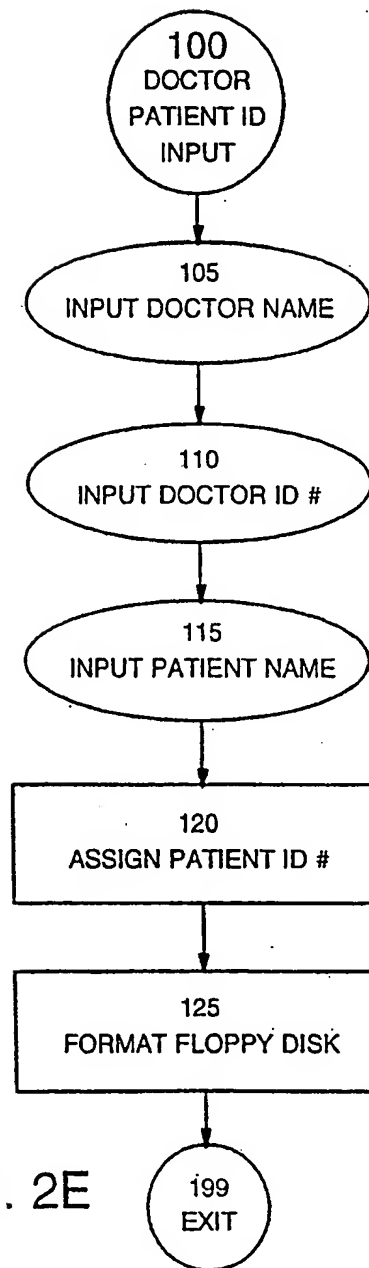 100
DOCTOR
PATIENT ID
INPUT
105
INPUT DOCTOR NAME
110
INPUT DOCTOR ID #
115
INPUT PATIENT NAME
120
ASSIGN PATIENT ID #
125
FORMAT FLOPPY DISK
. 2E
199
EXIT